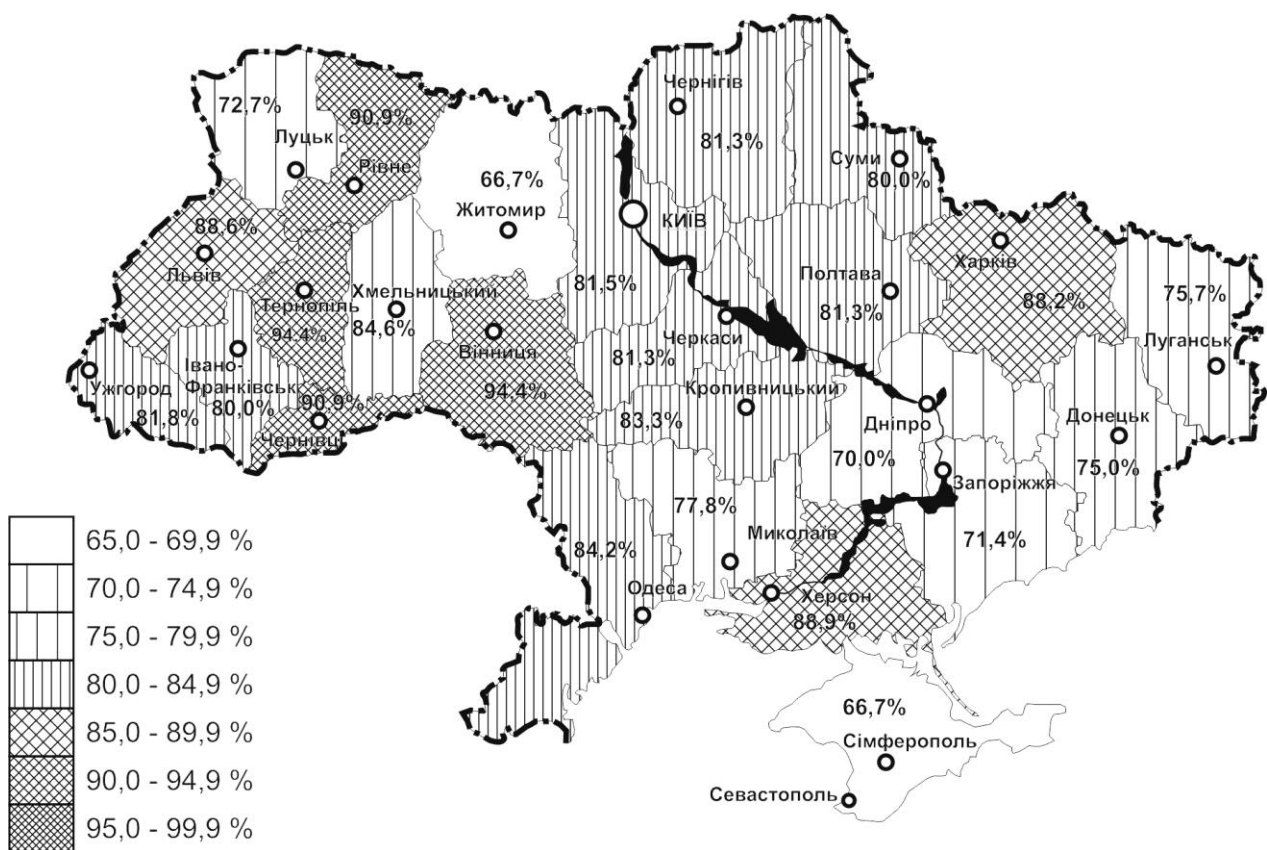 Чернігів
81,3%
72,7%
90,9%
Луцьк
Рівне
Суми
80,0%
66,7%
Житомир
КИЇВ
88,6%
Львів
Тернопіль
94.4%
Хмельницький
84,6%
81,5%
Полтава
81,3%
Харків
88,2%
75,7%
Луганськ
Вінниця
94.4%
Черкаси
81,3%
Ужгород
81,8%
Івано-
Франківськ
80,0%
90,9%
Чернівці
Кропивницький
83,3%
Дніпро
70,0%
Донецьк
75,0%
Запоріжжя
71,4%
77,8%
Миколаїв
84,2%
Одеса
Херсон
88,9%
66,7%
Сімферополь
Севастополь
65,0 - 69,9 %
70,0 - 74,9 %
75,0 - 79,9 %
80,0 - 84,9 %
85,0 - 89,9 %
90,0 - 94,9 %
95,0 - 99,9 %